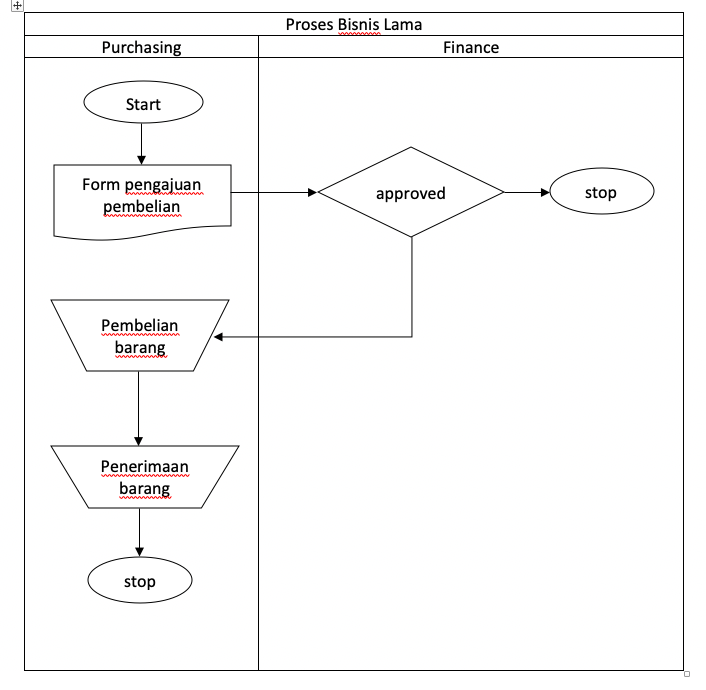 Proses Bisnis Lama
Purchasing
Finance
Start
Form pengajuan
pembelian
approved
stop
Pembelian
barang
Penerimaan
barang
stop